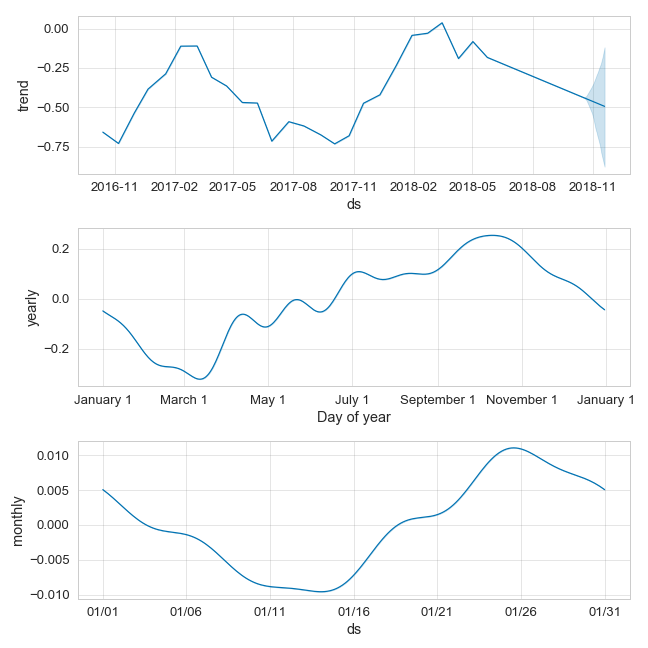 0.00
−0.25
−0.50
−0.75
trend
2016-11 2017-02 2017-05 2017-08 2017-11 2018-02 2018-05 2018-08 2018-11
ds
0.2
0.0
−0.2
yearly
January 1 March 1 May 1 July 1 September 1 November 1 January 1
Day of year
0.010
0.005
0.000
−0.005
−0.010
monthly
01/01 01/06 01/11 01/16 01/21 01/26 01/31
ds